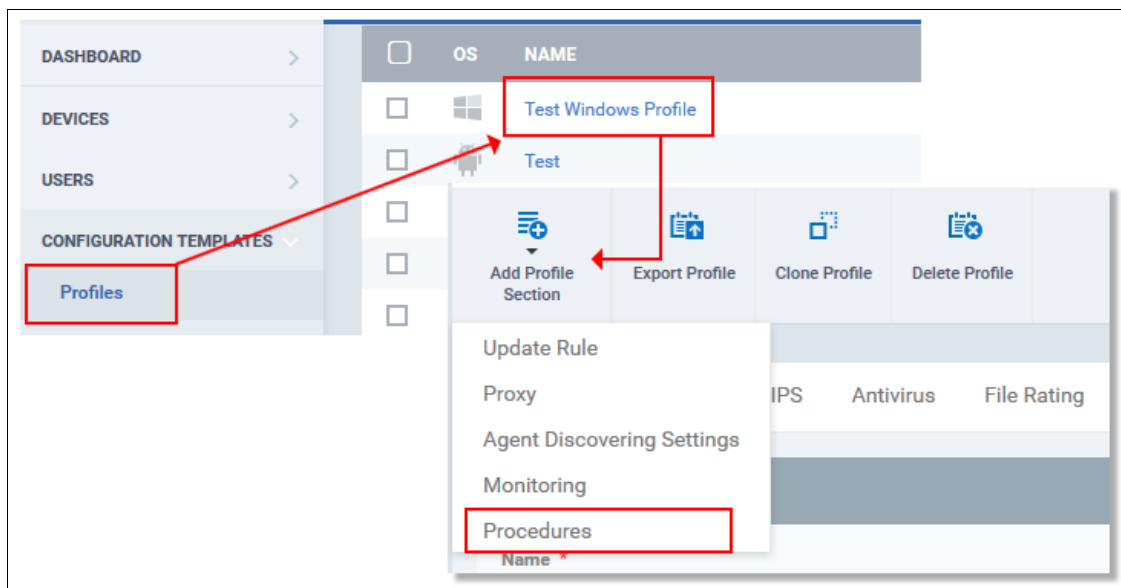 DASHBOARD
DEVICES
USERS
CONFIGURATION TEMPLATES
Profiles
OS NAME
Test Windows Profile
Test
Add Profile
Section
Export Profile
Clone Profile
Delete Profile
Update Rule
Proxy
Agent Discovering Settings
Monitoring
Procedures
IPS Antivirus File Rating
Name *